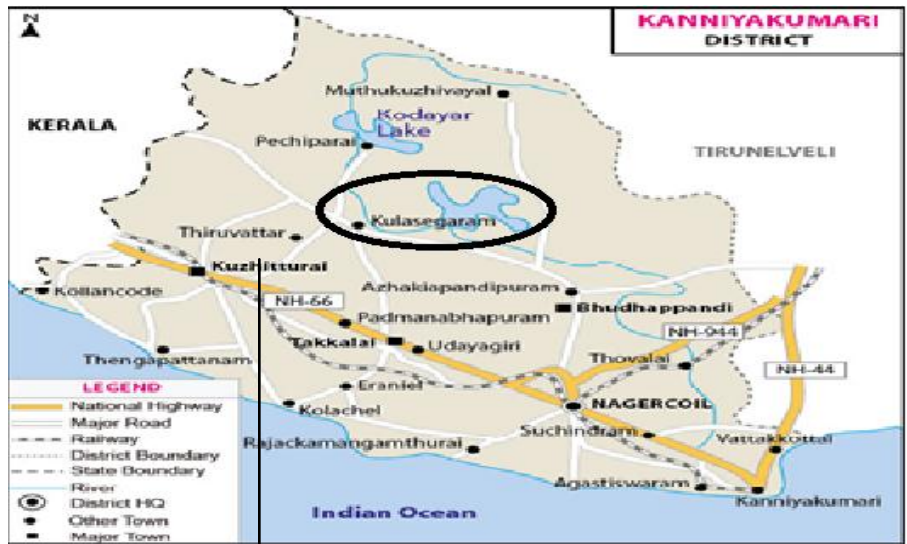 N
KANNIYAKUMARI
DISTRICT
Muthukuzhivayal
Kodayar
Lake
KERALA
Pechiparai
TIRUNELVELI
Kulasegaram
Thiruvattar
Kuzhitturai
Kollancode
Azhakiapandipuram
NH-66
Bhudhappandi
Padmanabhapuram
NH-944
Takkalai
Udayagiri
Thovalai
Thengapattanam
NH-44
LEGEND
Eraniel
National Highway
Kolachel
NAGERCOIL
Major Road
Railway
Rajackamangamthurai
Suchindram
Vattakkottai
District Boundary
State Boundary
River
Agastiswaram
District HQ
Kanniyakumari
Other Town
Indian Ocean
Major Town